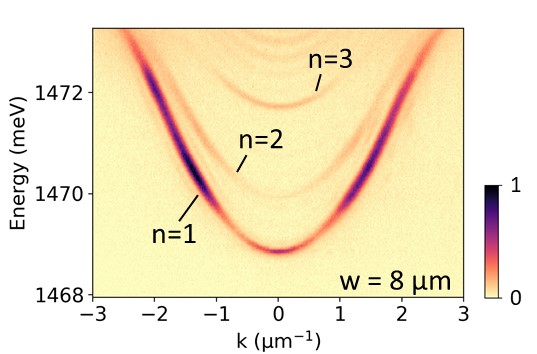 n=3
1472
n=2
Energy (meV)
1470
1
n=1
w = 8 μm
1468
0
−3 −2 −1 0 1 2 3
k (μm⁻¹)